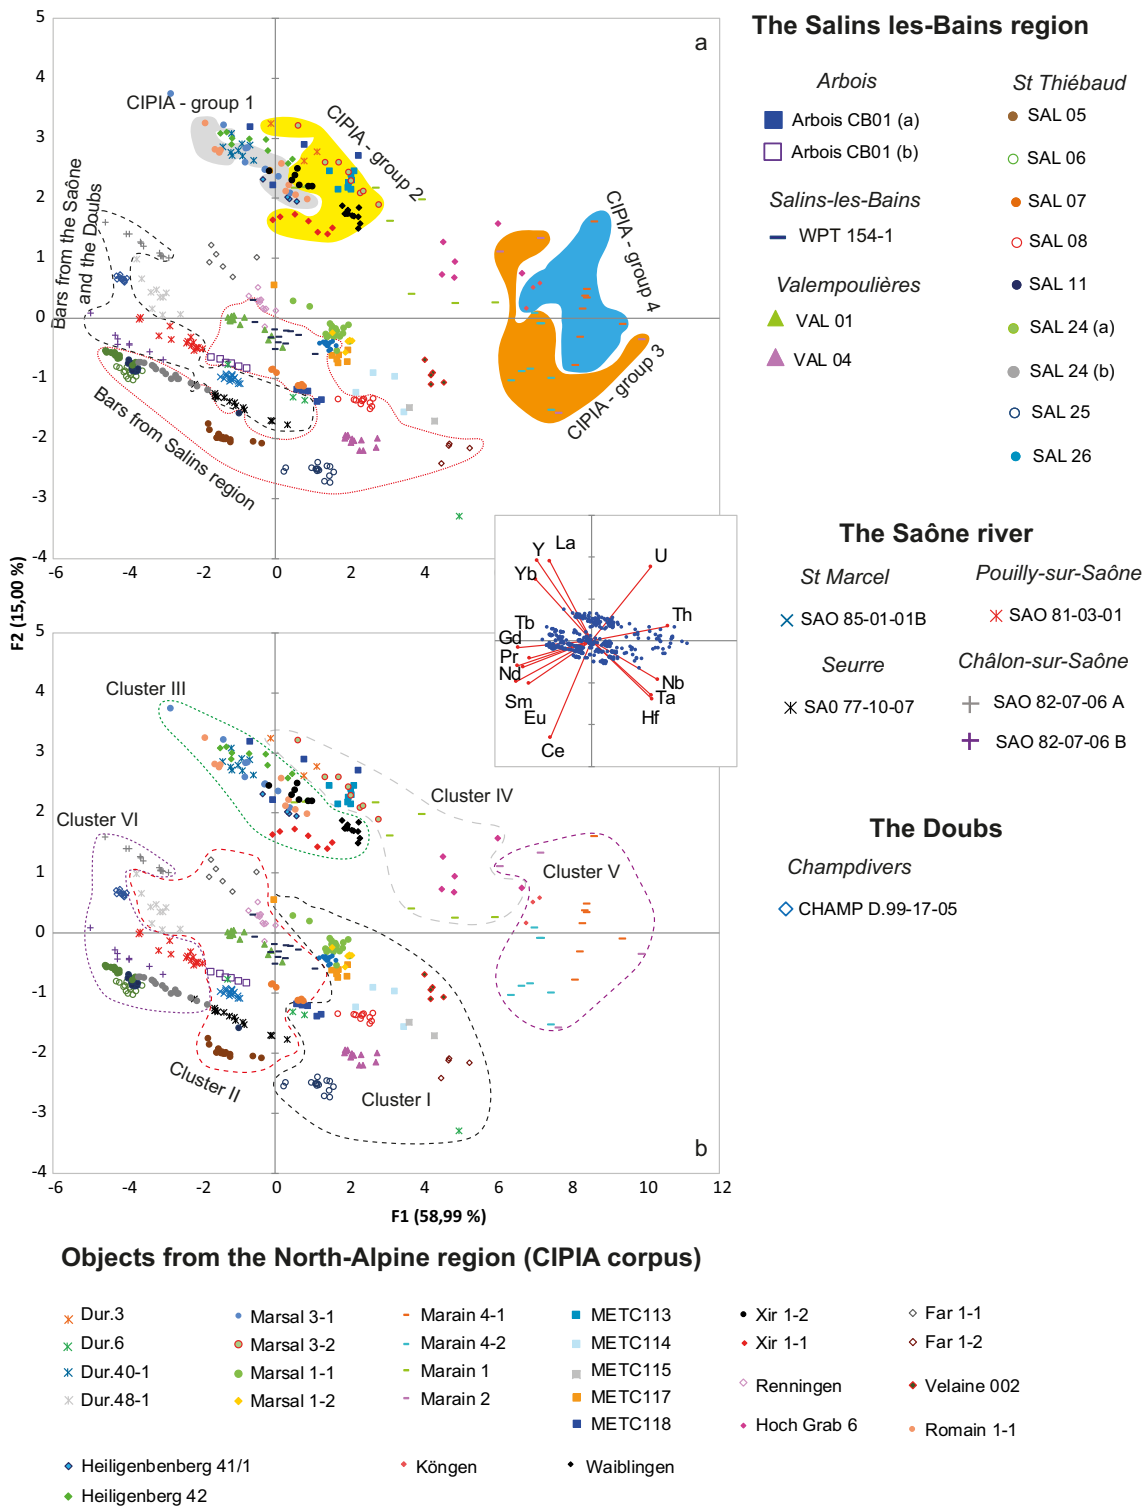 5
4
3
2
1
0
-1
-2
-3
-4
-6
-4
-2
0
2
4
a
CIPIA - group 1
CIPIA - group 2
CIPIA - group 4
CIPIA - group 3
Bars from the Saône
and the Doubs
Bars from Salins region
F2 (15,00 %)
Y
La
U
Yb
Tb
Th
Gd
Pr
Nd
Nb
Sm
Ta
Eu
Hf
Ce
5
4
3
2
1
0
-1
-2
-3
-4
-6
-4
-2
0
2
4
6
8
10
12
b
Cluster III
Cluster IV
Cluster VI
Cluster V
Cluster II
Cluster I
F1 (58,99 %)
The Salins les-Bains region
Arbois
Arbois CB01 (a)
Arbois CB01 (b)
Salins-les-Bains
WPT 154-1
Valempoulières
VAL 01
VAL 04
St Thiébaud
SAL 05
SAL 06
SAL 07
SAL 08
SAL 11
SAL 24 (a)
SAL 24 (b)
SAL 25
SAL 26
The Saône river
St Marcel
SAO 85-01-01B
Pouilly-sur-Saône
SAO 81-03-01
Seurre
SA0 77-10-07
Châlon-sur-Saône
SAO 82-07-06 A
SAO 82-07-06 B
The Doubs
Champdivers
CHAMP D.99-17-05
Objects from the North-Alpine region (CIPIA corpus)
Dur.3
Dur.6
Dur.40-1
Dur.48-1
Marsal 3-1
Marsal 3-2
Marsal 1-1
Marsal 1-2
Marain 4-1
Marain 4-2
Marain 1
Marain 2
METC113
METC114
METC115
METC117
METC118
Xir 1-2
Xir 1-1
Renningen
Hoch Grab 6
Far 1-1
Far 1-2
Velaine 002
Romain 1-1
Heiligenbenberg 41/1
Heiligenberg 42
Köngen
Waiblingen